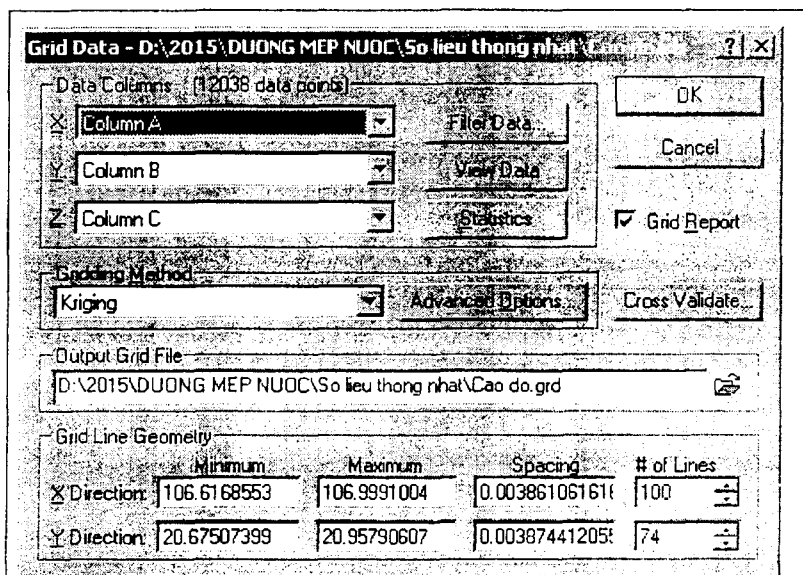 Grid Data - D:\2015\DUONG MEP NUOC\So lieu thong nhat\
? X
Data Columns (12038 data points)
X: Column A
Filter Data...
OK
Y: Column B
View Data
Cancel
Z: Column C
Statistics
Grid Report
Gridding Method
Kriging
Advanced Options...
Cross Validate...
Output Grid File
D:\2015\DUONG MEP NUOC\So lieu thong nhat\Cao do.grd
Grid Line Geometry
Minimum Maximum Spacing # of Lines
X Direction: 106.6168553 106.9991004 0.003861061616 100
Y Direction: 20.67507399 20.95790607 0.003874412055 74